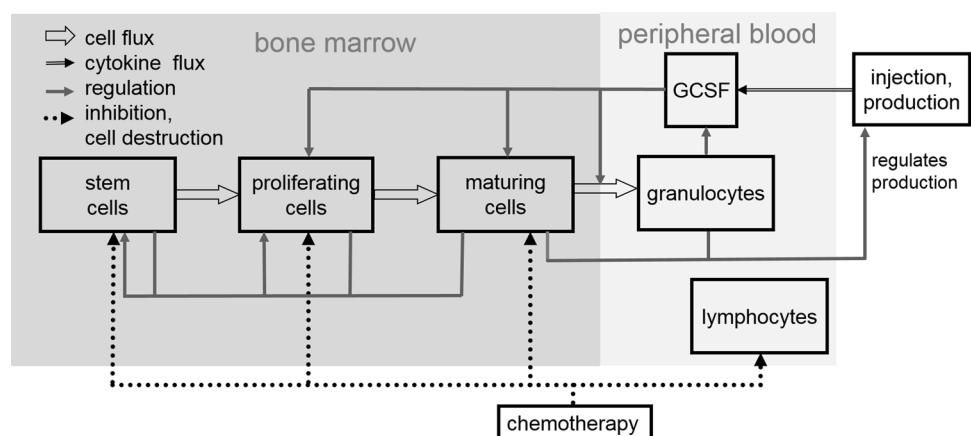 bone marrow
peripheral blood
cell flux
cytokine flux
regulation
inhibition,
cell destruction
GCSF
injection,
production
regulates
production
stem
cells
proliferating
cells
maturing
cells
granulocytes
lymphocytes
chemotherapy